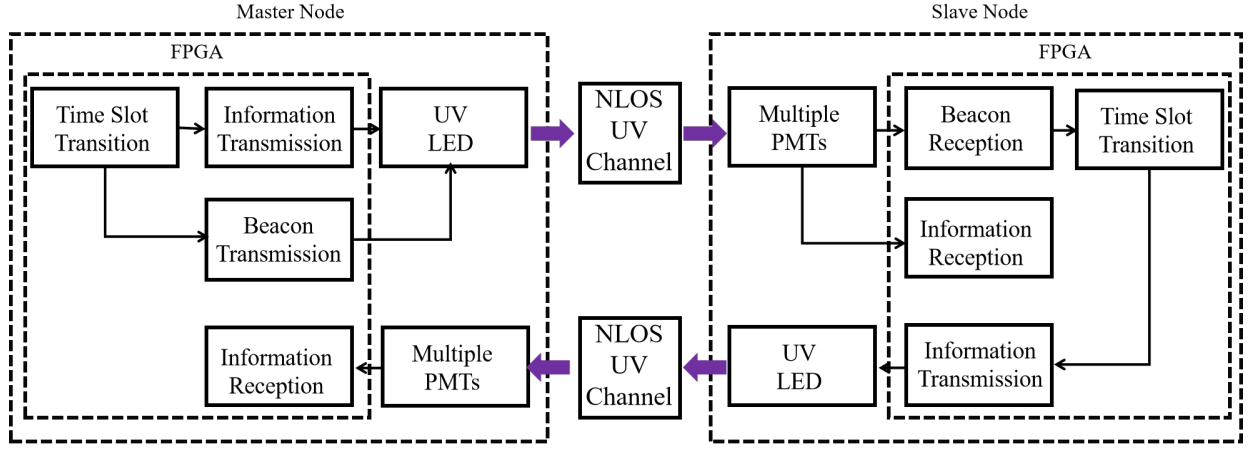 Master Node
Slave Node
FPGA
FPGA
Time Slot
Transition
Information
Transmission
UV
LED
NLOS
UV
Channel
Multiple
PMTs
Beacon
Reception
Time Slot
Transition
Beacon
Transmission
Information
Reception
Information
Reception
Multiple
PMTs
NLOS
UV
Channel
UV
LED
Information
Transmission